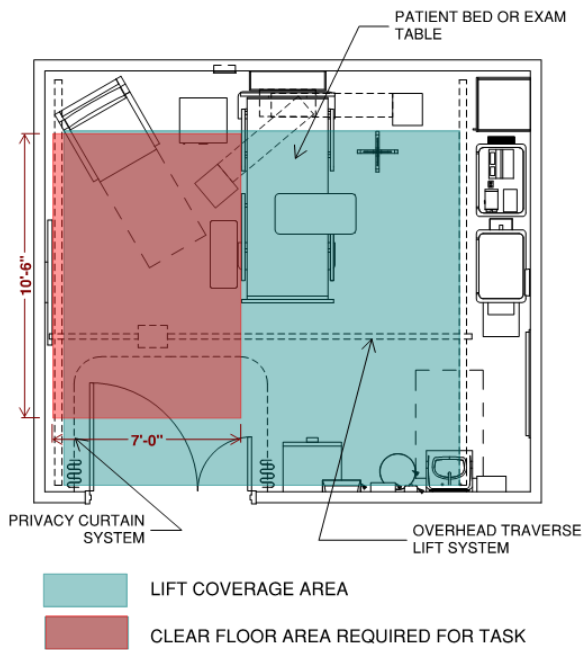 PATIENT BED OR EXAM
TABLE
10'-6"
7'-0"
PRIVACY CURTAIN
SYSTEM
OVERHEAD TRAVERSE
LIFT SYSTEM
LIFT COVERAGE AREA
CLEAR FLOOR AREA REQUIRED FOR TASK